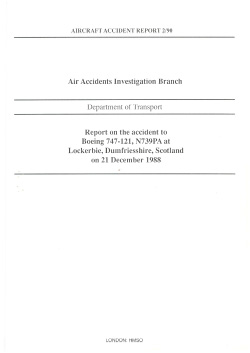 AIRCRAFT ACCIDENT REPORT 2/90
Air Accidents Investigation Branch
Department of Transport
Report on the accident to
Boeing 747-121, N739PA at
Lockerbie, Dumfriesshire, Scotland
on 21 December 1988
LONDON: HMSO